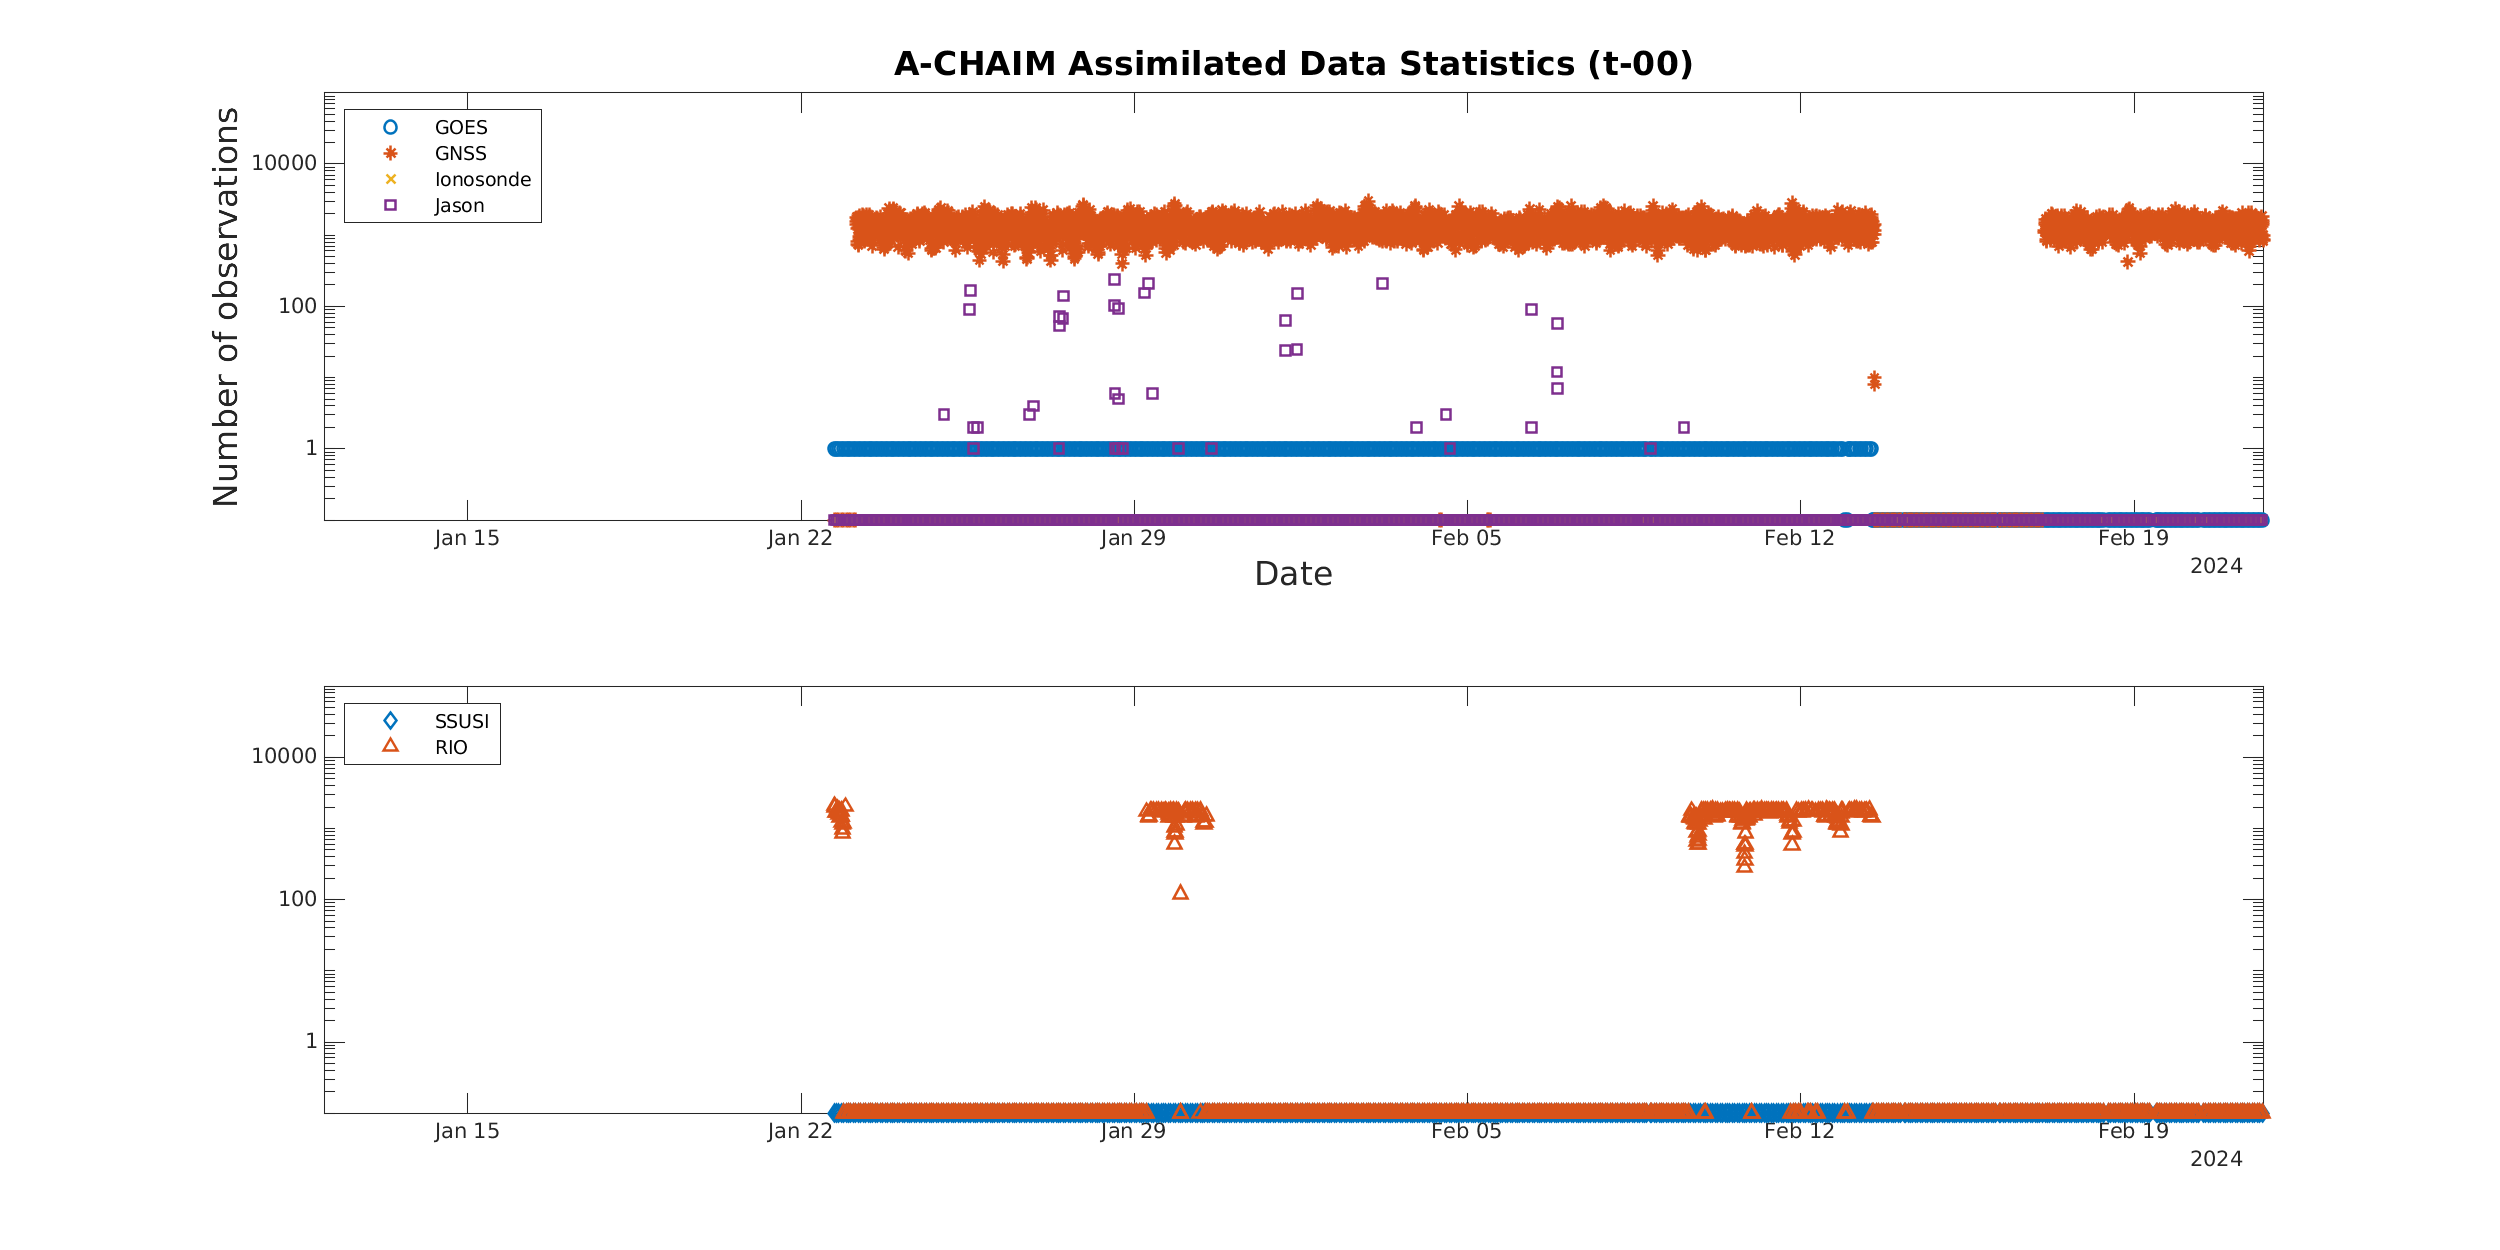 A-CHAIM Assimilated Data Statistics (t-00)
Number of observations
10000
100
1
GOES
GNSS
Ionosonde
Jason
Jan 15
Jan 22
Jan 29
Feb 05
Feb 12
Feb 19
2024
Date
10000
100
1
SSUSI
RIO
Jan 15
Jan 22
Jan 29
Feb 05
Feb 12
Feb 19
2024